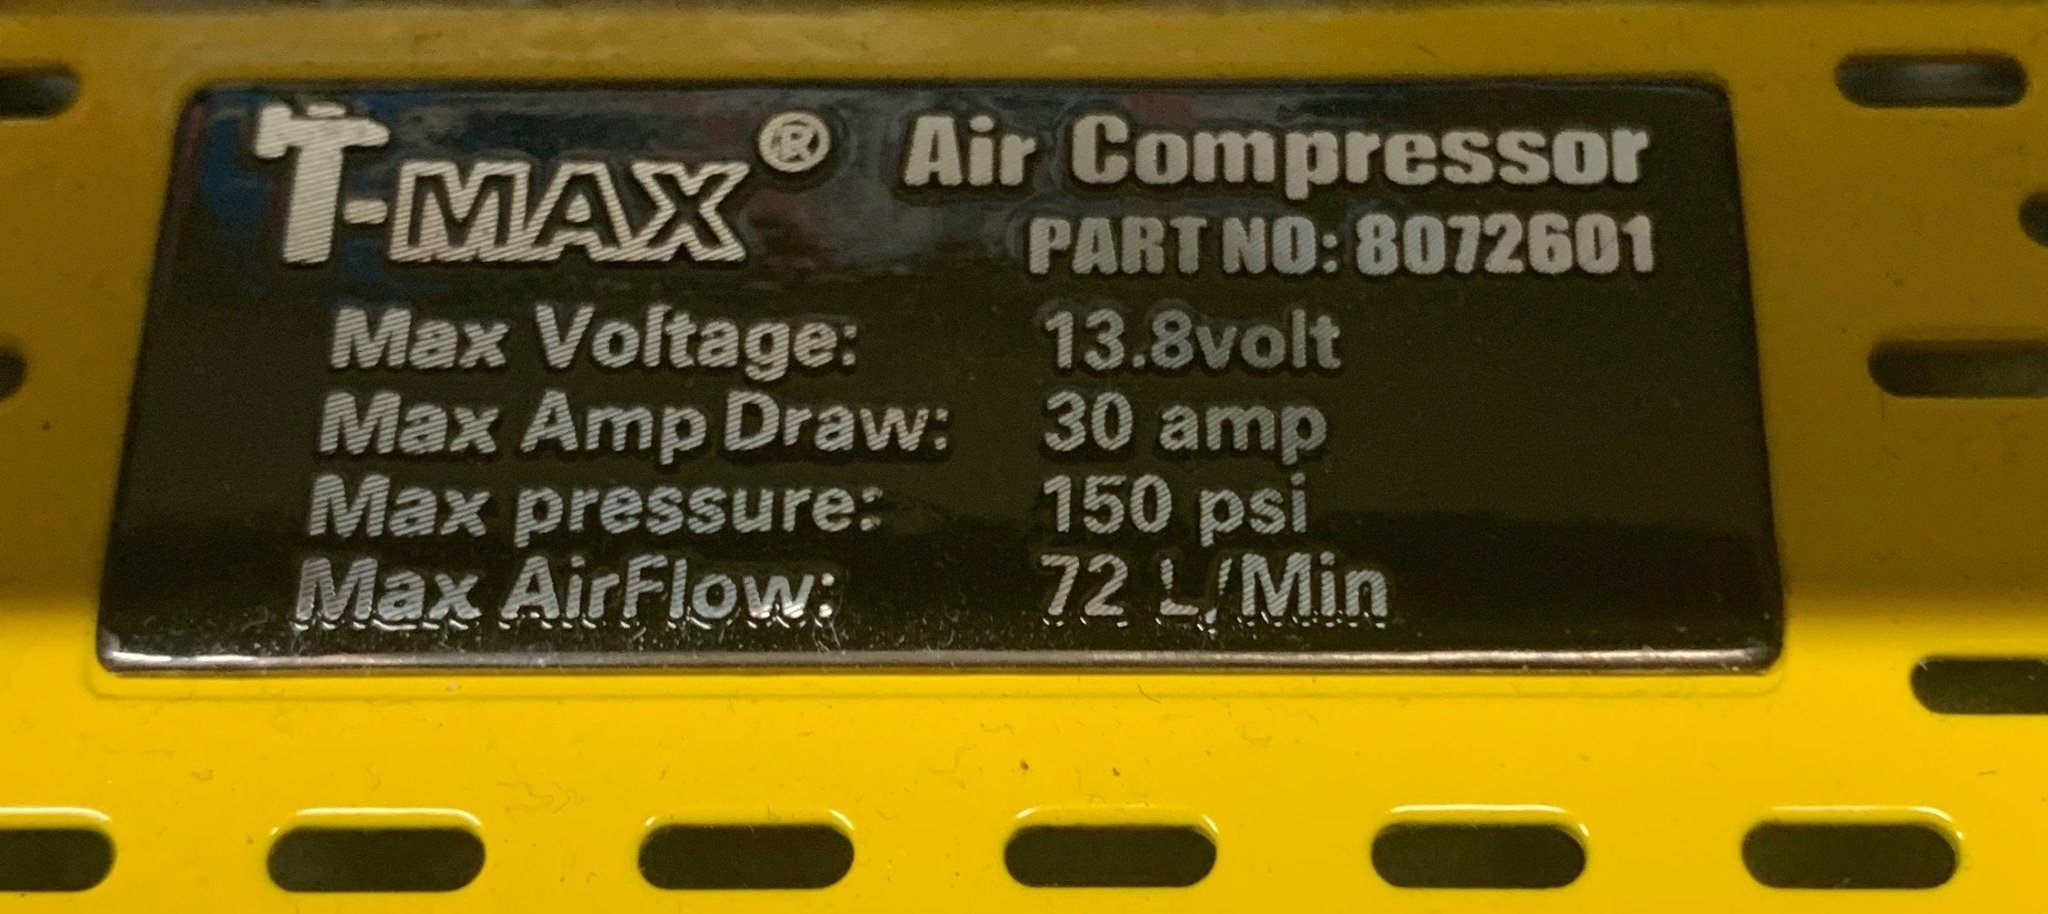 T-MAX® Air Compressor
PART NO: 8072601
Max Voltage: 13.8volt
Max Amp Draw: 30 amp
Max pressure: 150 psi
Max AirFlow: 72 L/Min